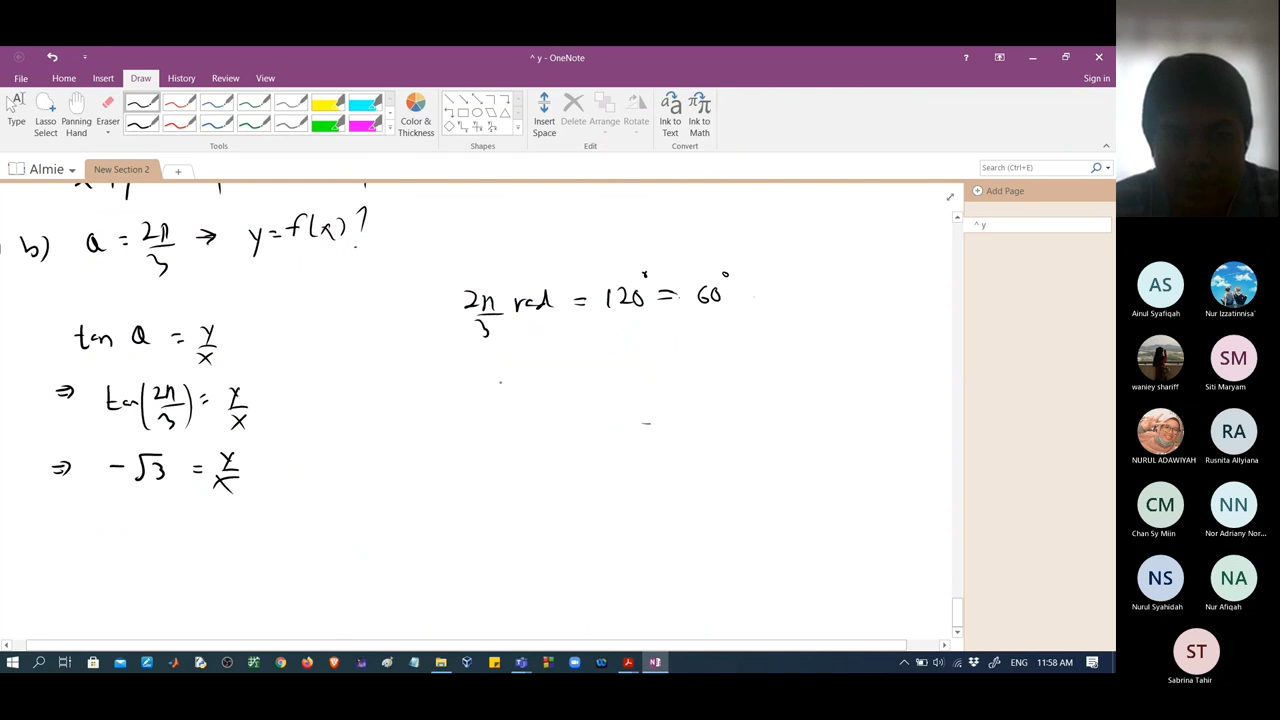 ^ y - OneNote
File Home Insert Draw History Review View
Sign in
Type
Lasso Select
Panning Hand
Eraser
Color & Thickness
Insert Space
Delete
Arrange
Rotate
Ink to Text
Ink to Math
Tools
Shapes
Edit
Convert
Almie
New Section 2
Search (Ctrl+E)
Add Page
^ y
b) θ = 2π/3 → y = f(x)?
2π/3 rad = 120° = 60°
tan θ = y/x
⇒ tan(2π/3) = y/x
⇒ -√3 = y/x
AS
Ainul Syafiqah
Nur Izzatinnisa'
waniey shariff
SM
Siti Maryam
NURUL ADAWIYAH
RA
Rusnita Allyiana
CM
Chan Sy Miin
NN
Nor Adriany Nor...
NS
Nurul Syahidah
NA
Nur Afiqah
ST
Sabrina Tahir
ENG
11:58 AM